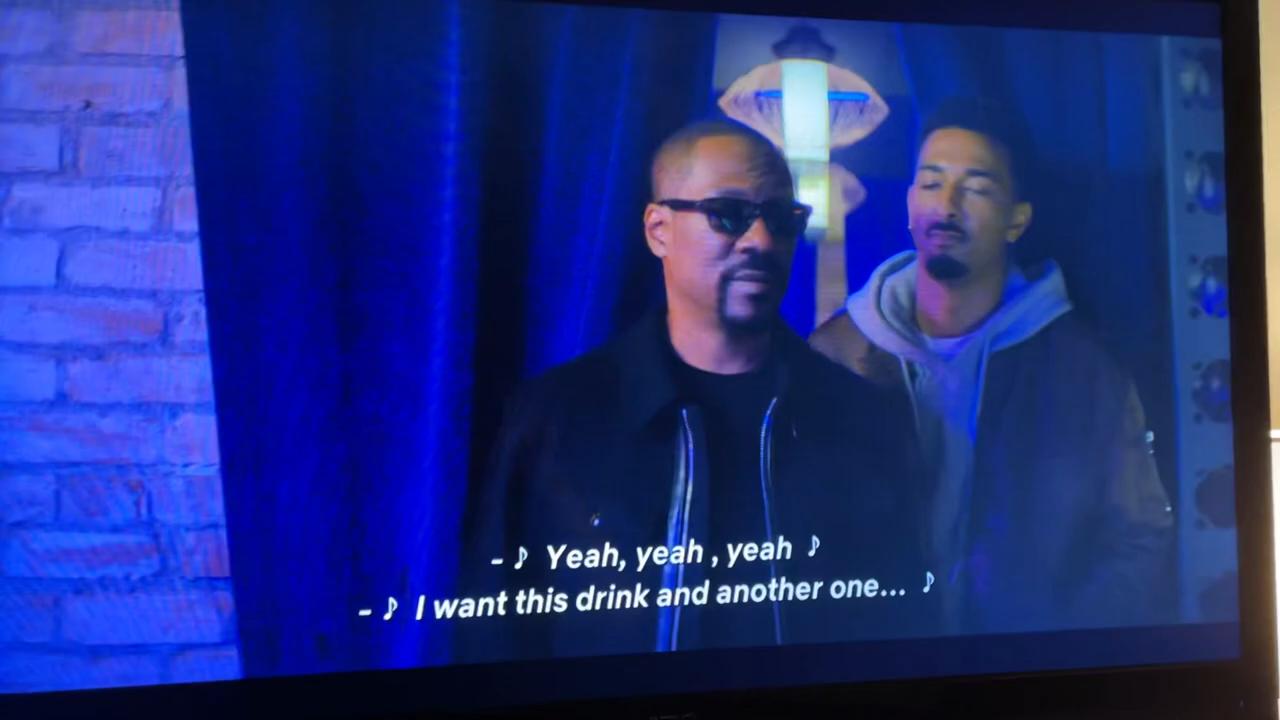 - ♪ Yeah, yeah , yeah ♪
- ♪ I want this drink and another one... ♪